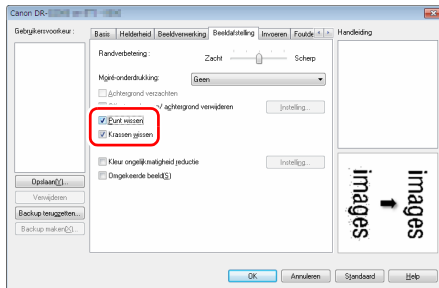 Canon DR-
Gebruikersvoorkeur :
Opslaan(Y)...
Verwijderen
Backup terugzetten...
Backup maken(X)...
Basis Helderheid Beeldverwerking Beeldafstelling Invoeren Foutde
Randverbetering : Zacht Scherp
Moiré-onderdrukking: Geen
Achtergrond verzachten
/ achtergrond verwijderen Instelling...
Punt wissen
Krassen wissen
Kleur ongelijkmatigheid reductie Instelling...
Omgekeerde beeld(S)
Handleiding
images
images
OK Annuleren Standaard Help